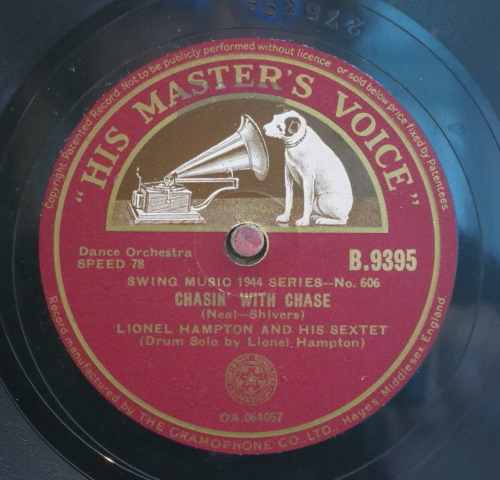 Copyright. Patented Record. Not to be publicly performed without licence or sold below price fixed by Patentees.
"HIS MASTER'S VOICE"
Dance Orchestra
SPEED 78
B.9395
SWING MUSIC 1944 SERIES—No. 606
CHASIN' WITH CHASE
(Neal—Shivers)
LIONEL HAMPTON AND HIS SEXTET
(Drum Solo by Lionel Hampton)
OA.064057
Record manufactured by THE GRAMOPHONE CO., LTD., Hayes, Middlesex, England.